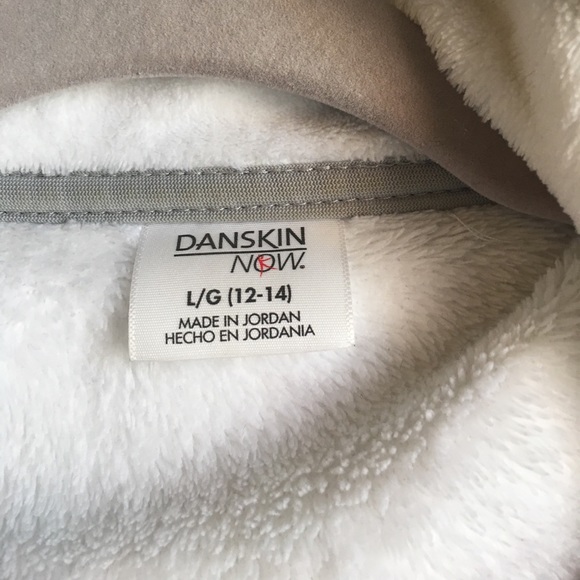 DANSKIN
NOW.
L/G (12-14)
MADE IN JORDAN
HECHO EN JORDANIA